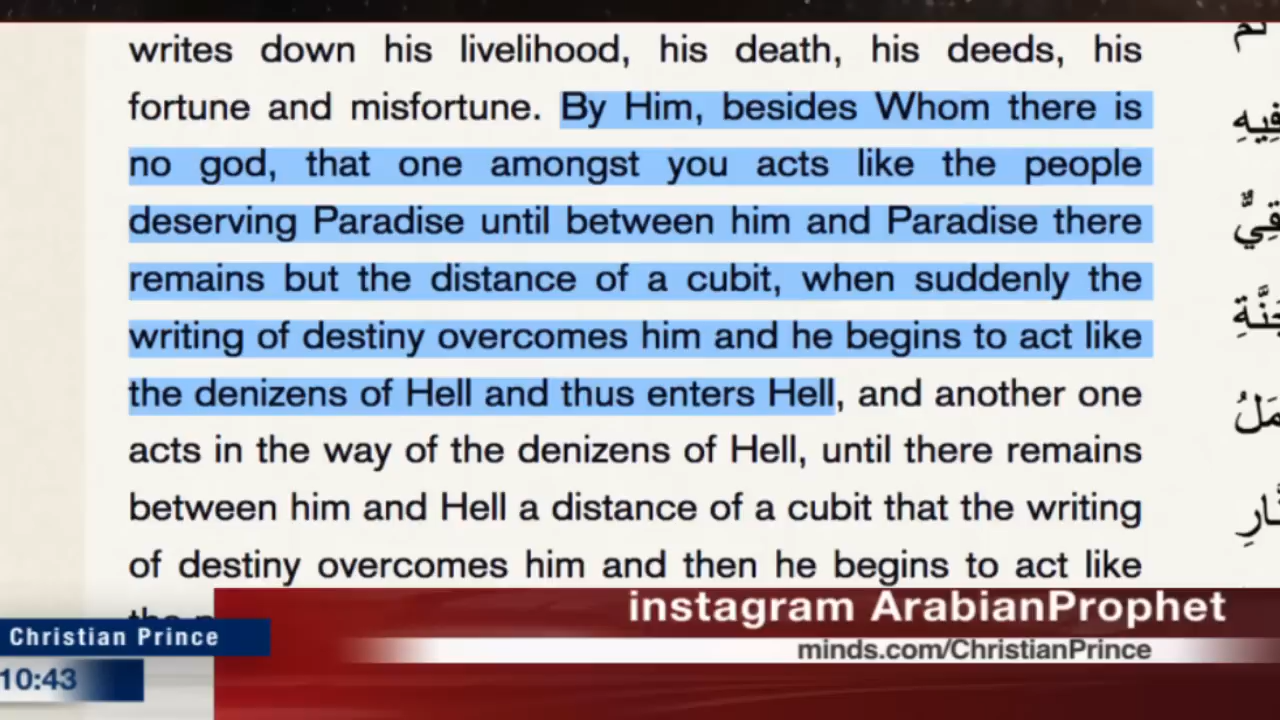 writes down his livelihood, his death, his deeds, his
fortune and misfortune. By Him, besides Whom there is
no god, that one amongst you acts like the people
deserving Paradise until between him and Paradise there
remains but the distance of a cubit, when suddenly the
writing of destiny overcomes him and he begins to act like
the denizens of Hell and thus enters Hell, and another one
acts in the way of the denizens of Hell, until there remains
between him and Hell a distance of a cubit that the writing
of destiny overcomes him and then he begins to act like
instagram ArabianProphet
Christian Prince
minds.com/ChristianPrince
10:43